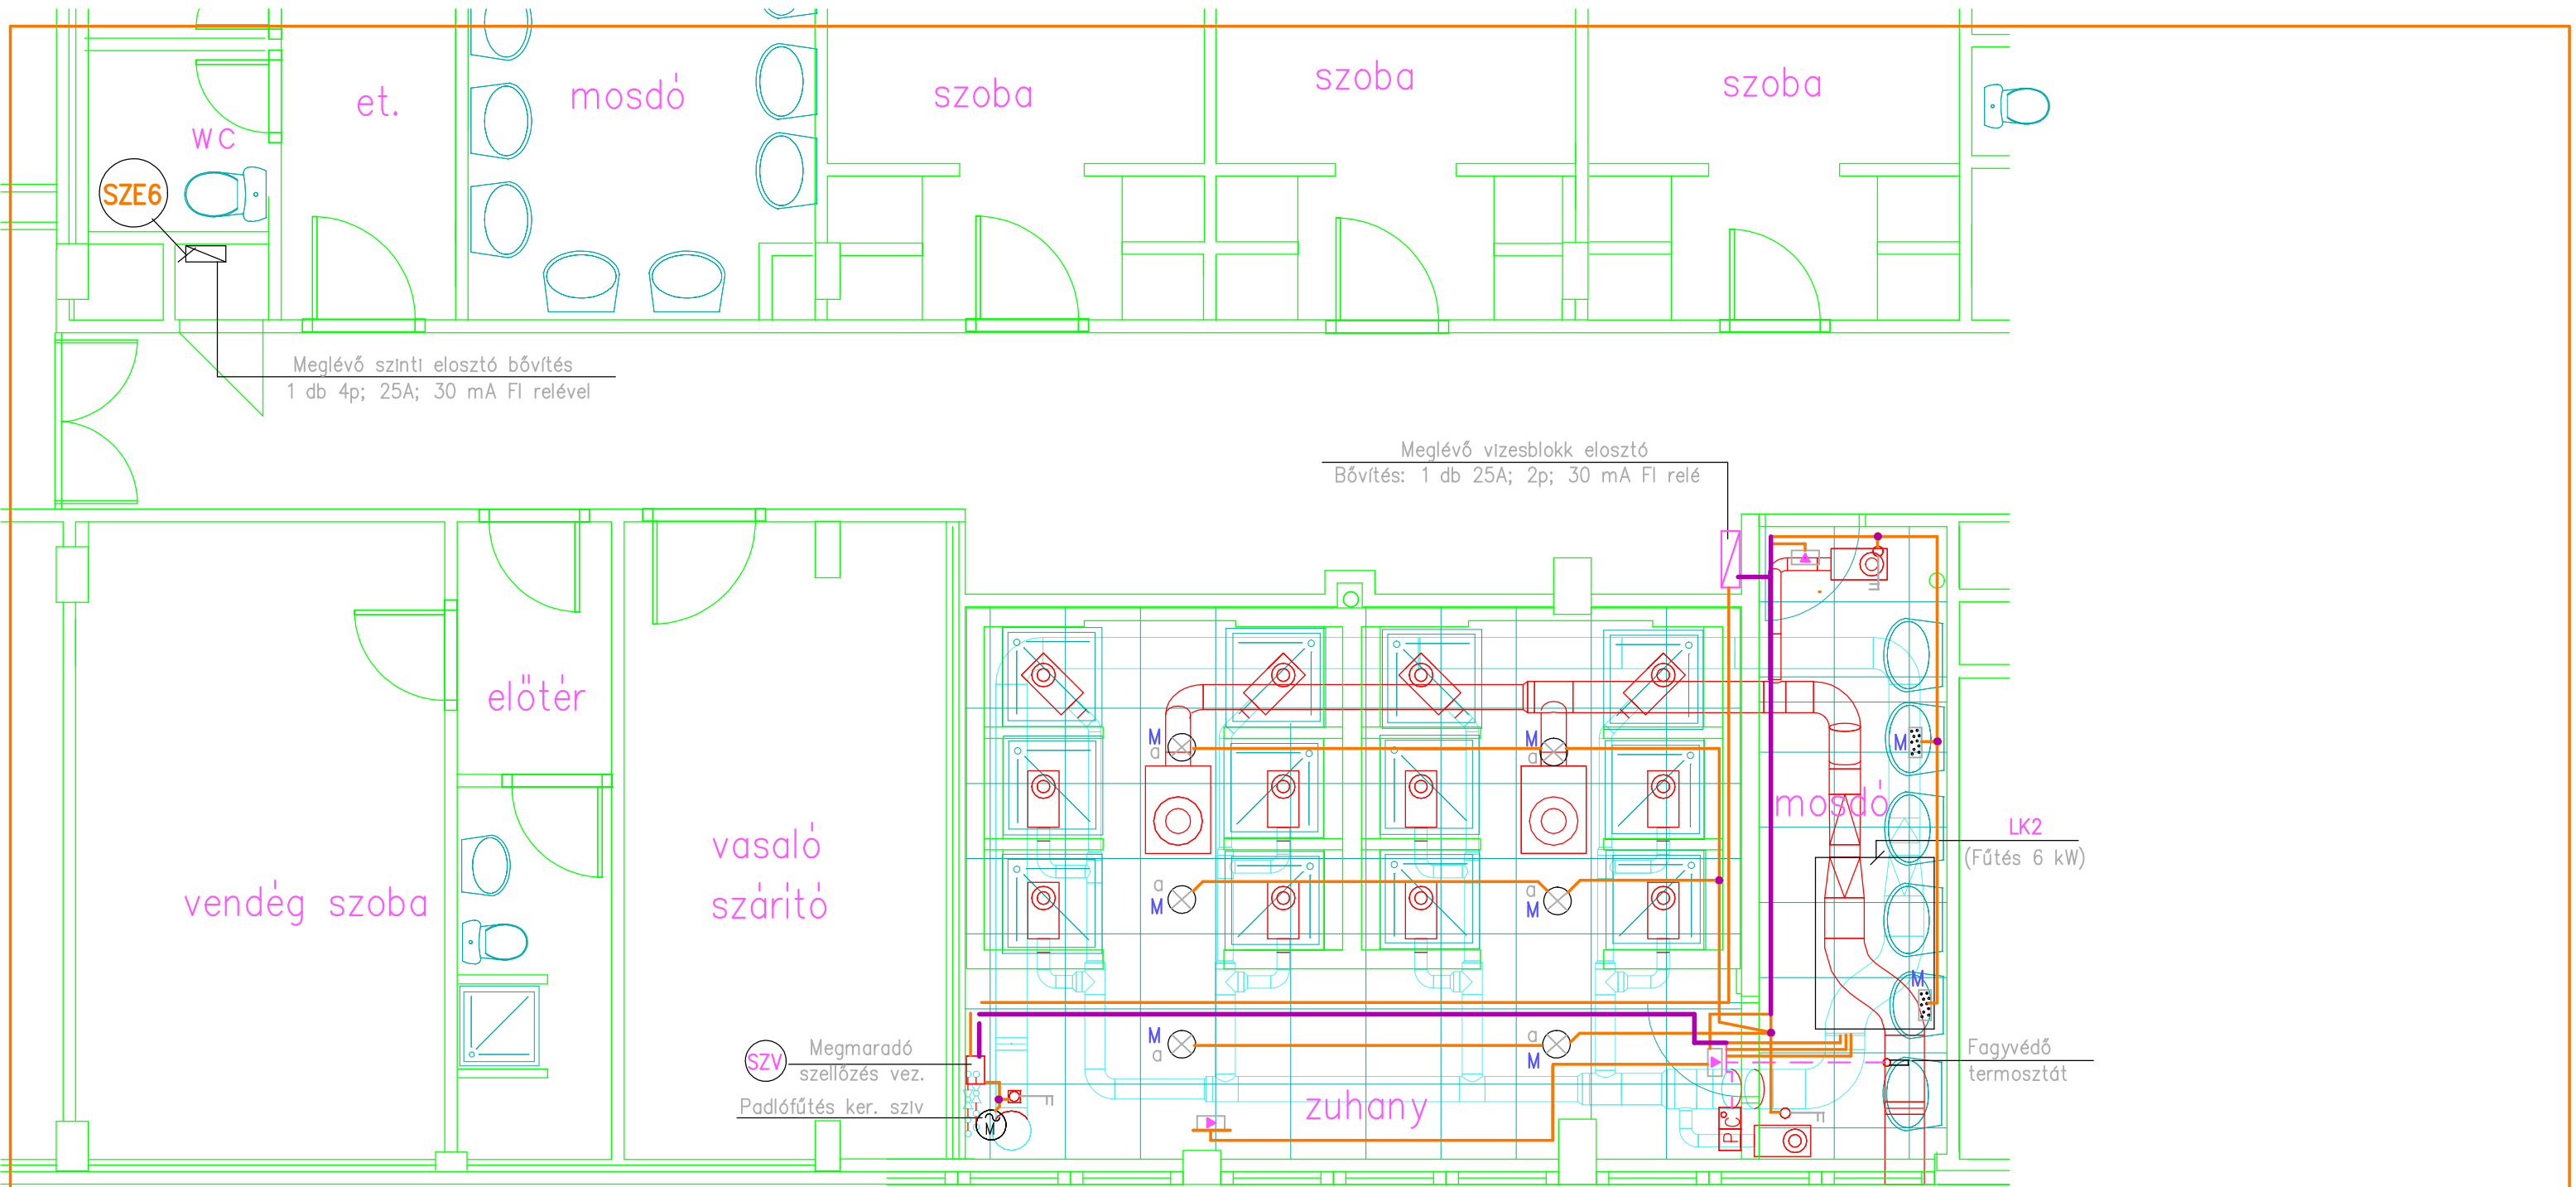 WC
et.
mosdó
szoba
szoba
szoba
SZE6
Meglévő szinti elosztó bővítés
1 db 4p; 25A; 30 mA FI relével
Meglévő vizesblokk elosztó
Bővítés: 1 db 25A; 2p; 30 mA FI relé
előtér
vendég szoba
vasaló
szárító
M
a
M
a
a
M
a
M
M
a
a
M
M
mosdó
LK2
(Fűtés 6 kW)
M
SZV
Megmaradó
szellőzés vez.
Padlófűtés ker. sziv
M
zuhany
PC°
Fagyvédő
termosztát